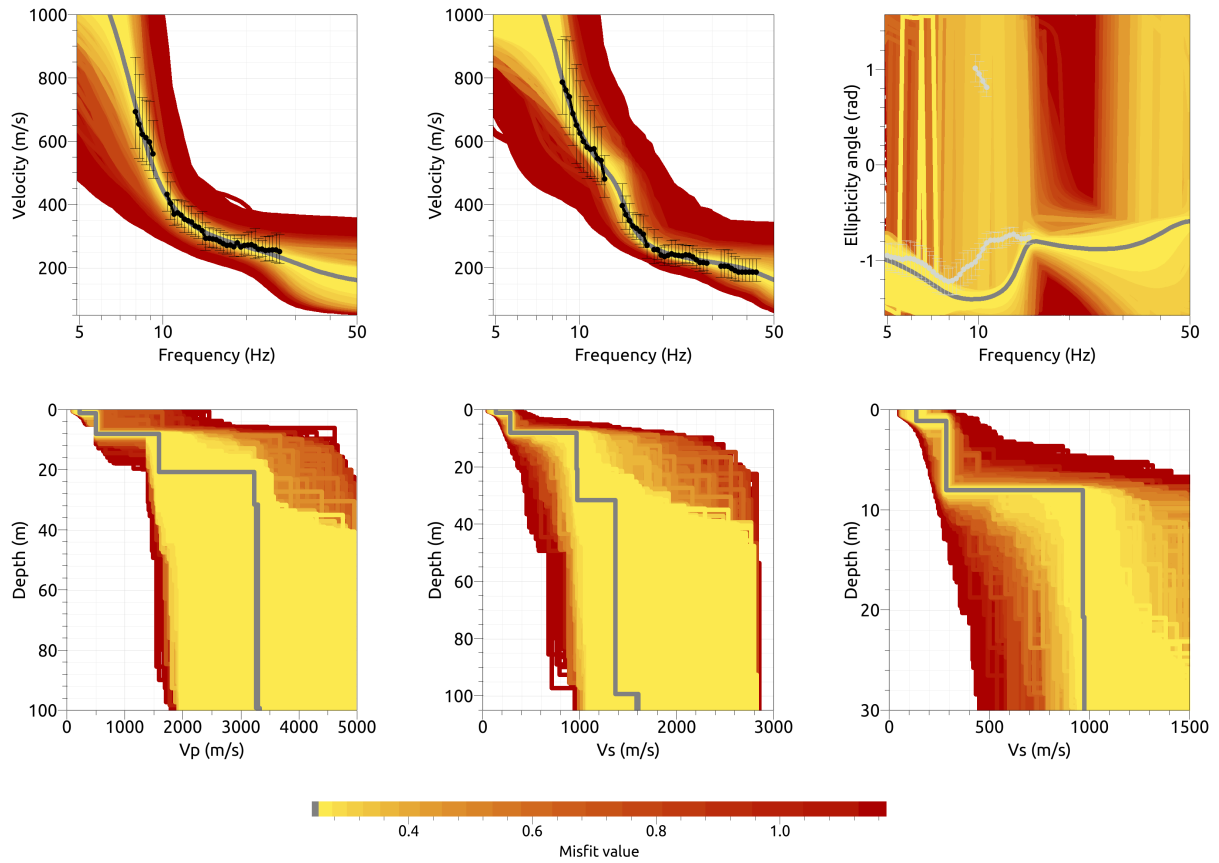 1000
800
600
400
200
Velocity (m/s)
5
10
50
Frequency (Hz)
1000
800
600
400
200
Velocity (m/s)
5
10
50
Frequency (Hz)
1
0
-1
Ellipticity angle (rad)
5
10
50
Frequency (Hz)
0
20
40
60
80
100
Depth (m)
0 1000 2000 3000 4000 5000
Vp (m/s)
0
20
40
60
80
100
Depth (m)
0 1000 2000 3000
Vs (m/s)
0
10
20
30
Depth (m)
0 500 1000 1500
Vs (m/s)
0.4 0.6 0.8 1.0
Misfit value